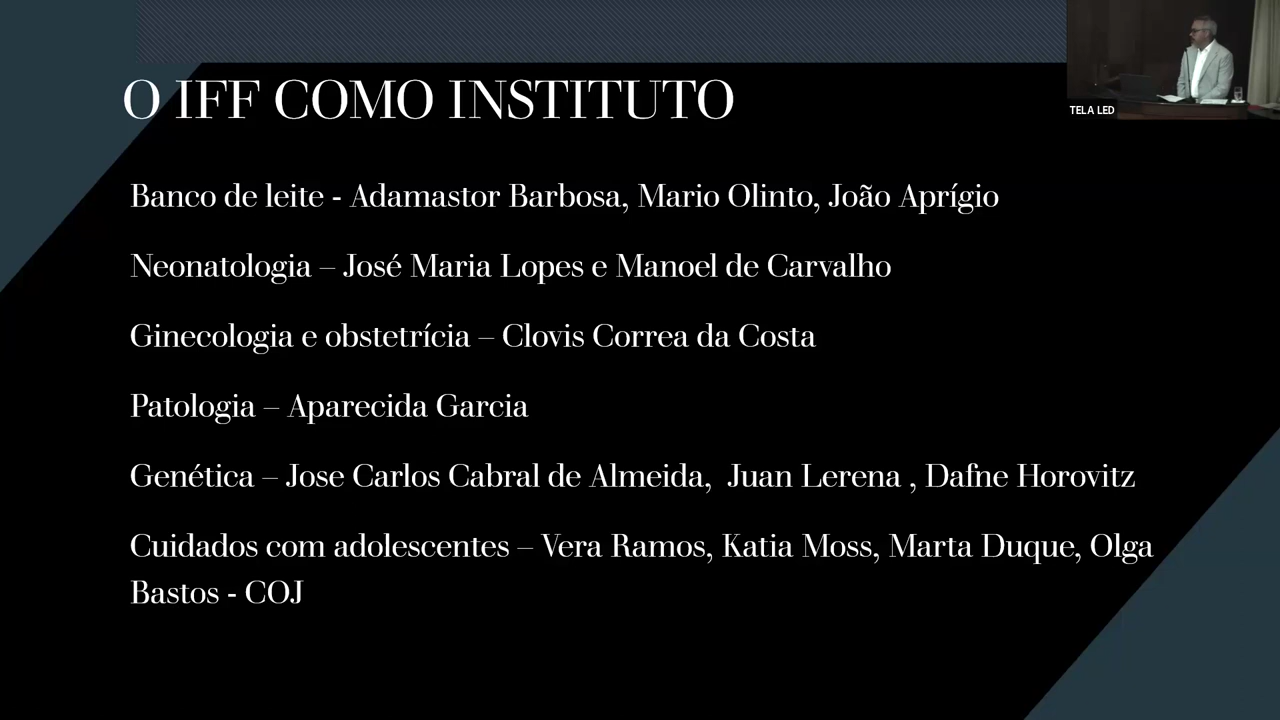 O IFF COMO INSTITUTO
TELA LED
Banco de leite - Adamastor Barbosa, Mario Olinto, João Aprígio
Neonatologia – José Maria Lopes e Manoel de Carvalho
Ginecologia e obstetrícia – Clovis Correa da Costa
Patologia – Aparecida Garcia
Genética – Jose Carlos Cabral de Almeida, Juan Lerena , Dafne Horovitz
Cuidados com adolescentes – Vera Ramos, Katia Moss, Marta Duque, Olga
Bastos - COJ